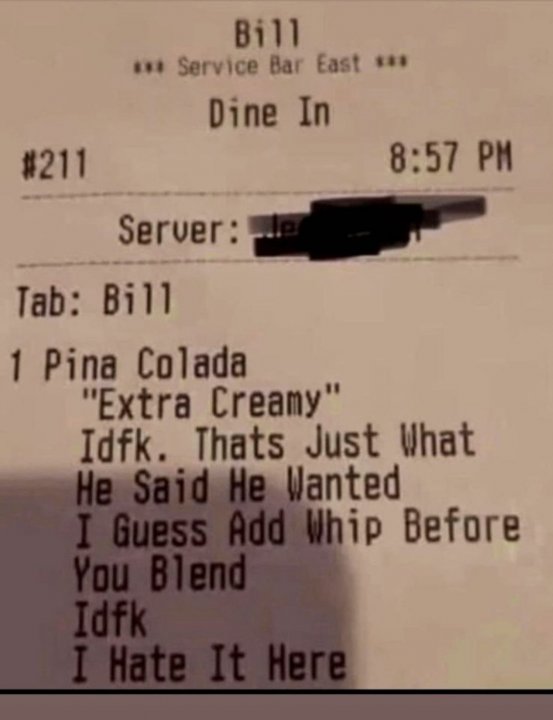 Bill
*** Service Bar East ***
Dine In
#211 8:57 PM
Server:
Tab: Bill
1 Pina Colada
"Extra Creamy"
Idfk. Thats Just What
He Said He Wanted
I Guess Add Whip Before
You Blend
Idfk
I Hate It Here